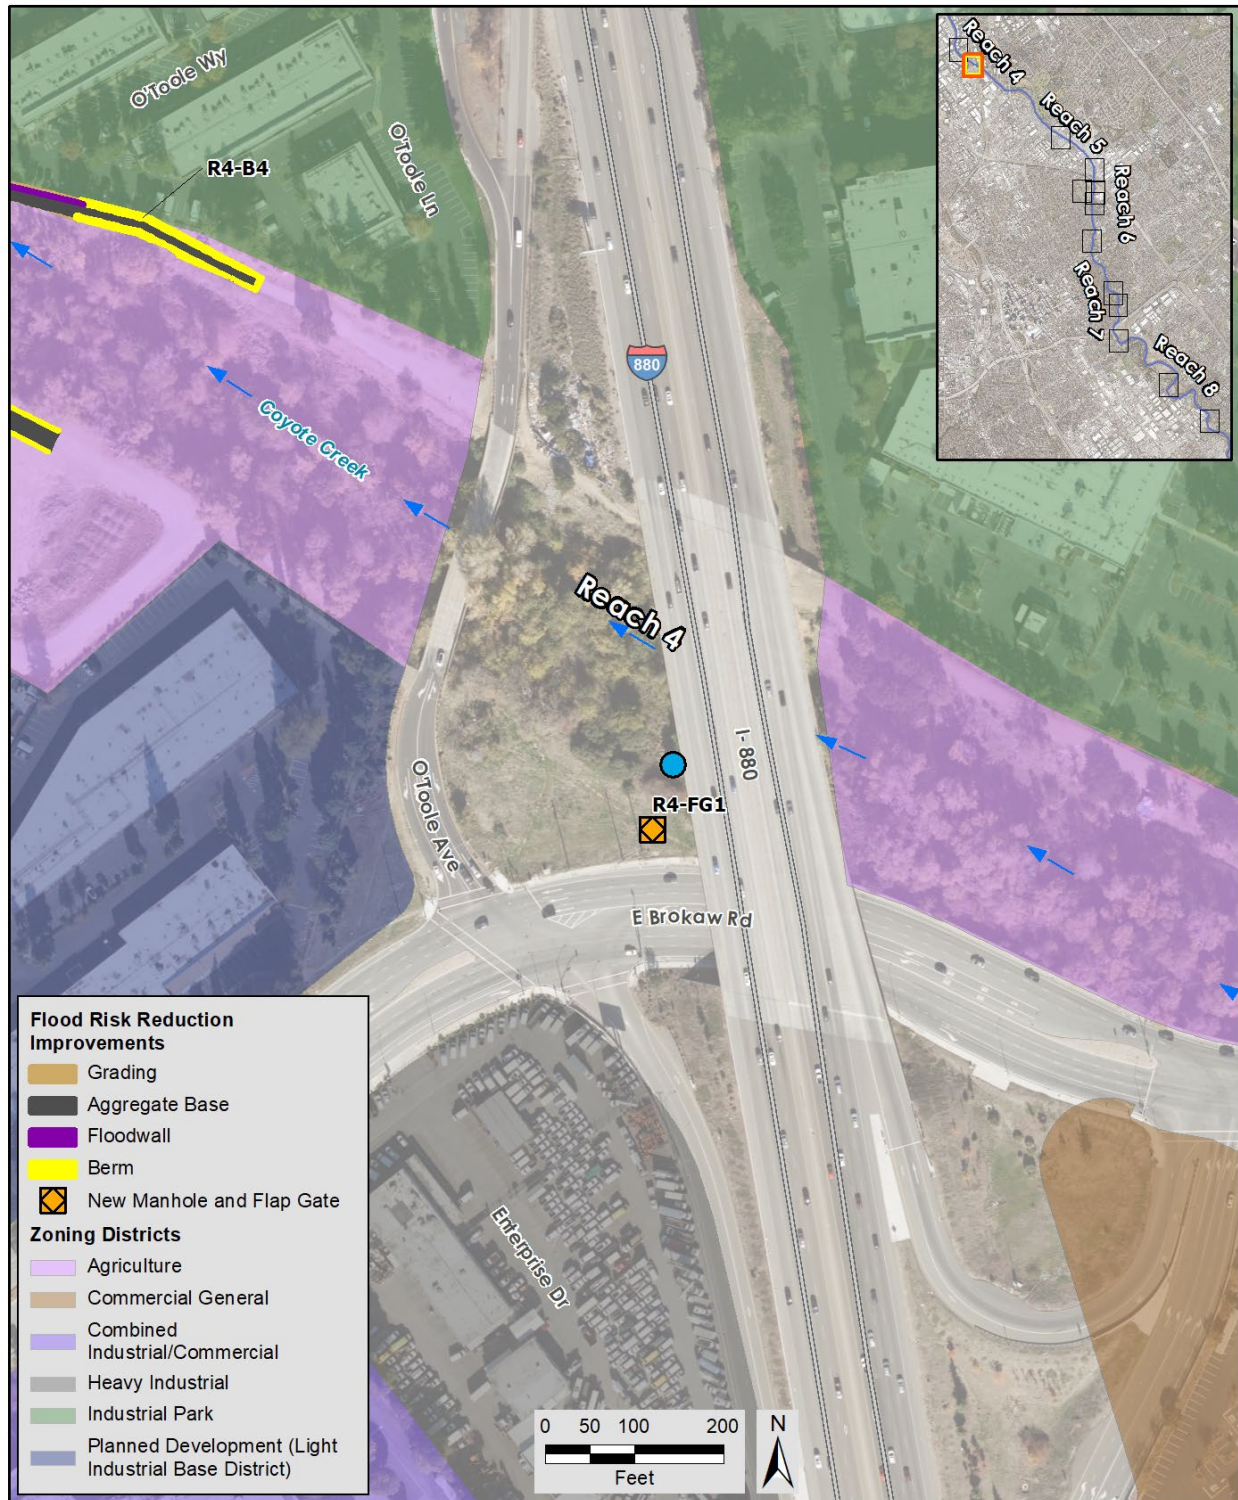 O'Toole Wy
O'Toole Ln
R4-B4
Reach 4
Reach 5
Reach 6
Reach 7
Reach 8
880
Coyote Creek
Reach 4
I- 880
R4-FG1
O'Toole Ave
E Brokaw Rd
Enterprise Dr
Flood Risk Reduction
Improvements
Grading
Aggregate Base
Floodwall
Berm
New Manhole and Flap Gate
Zoning Districts
Agriculture
Commercial General
Combined
Industrial/Commercial
Heavy Industrial
Industrial Park
Planned Development (Light
Industrial Base District)
0 50 100 200
Feet
N